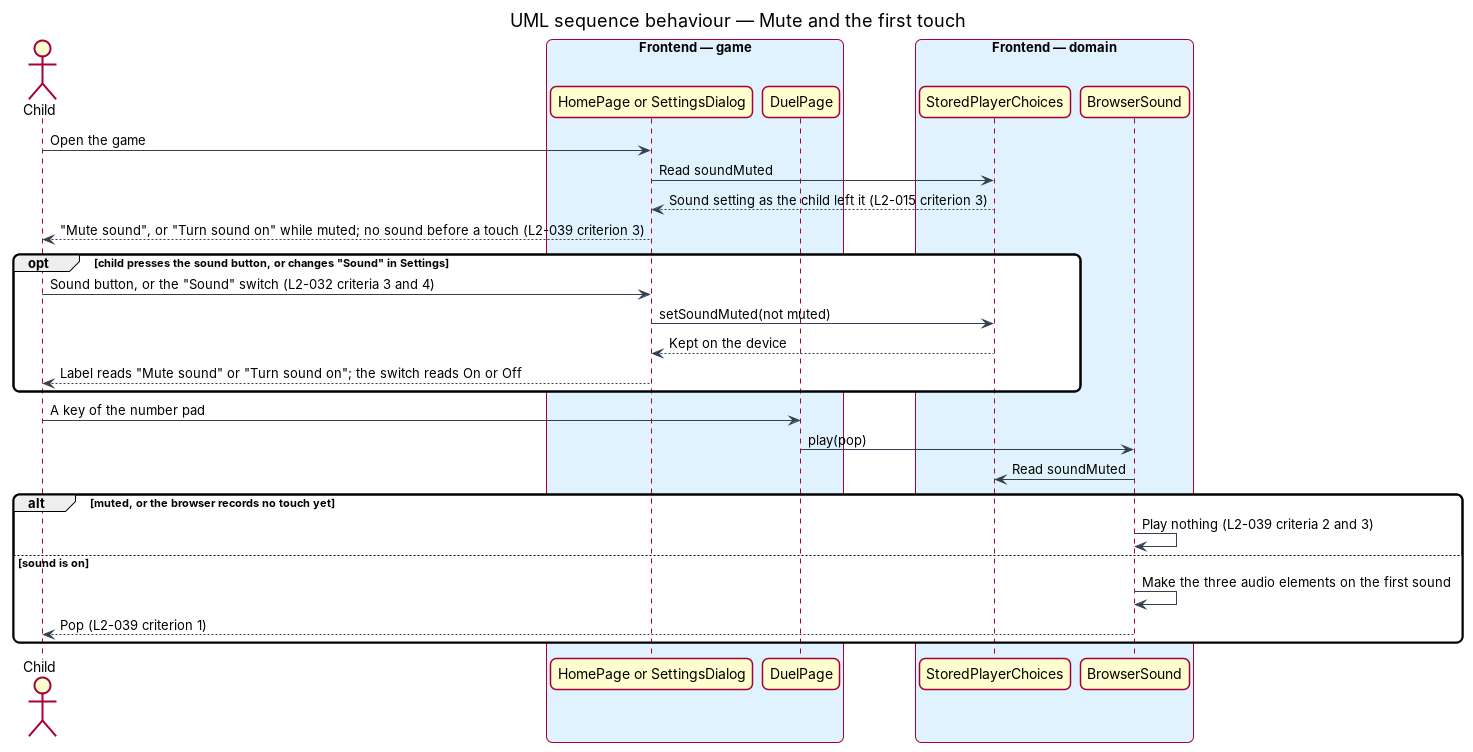 UML sequence behaviour — Mute and the first touch
Frontend — game
Frontend — domain
Child
HomePage or SettingsDialog
DuelPage
StoredPlayerChoices
BrowserSound
Open the game
Read soundMuted
Sound setting as the child left it (L2-015 criterion 3)
"Mute sound", or "Turn sound on" while muted; no sound before a touch (L2-039 criterion 3)
opt
[child presses the sound button, or changes "Sound" in Settings]
Sound button, or the "Sound" switch (L2-032 criteria 3 and 4)
setSoundMuted(not muted)
Kept on the device
Label reads "Mute sound" or "Turn sound on"; the switch reads On or Off
A key of the number pad
play(pop)
Read soundMuted
alt
[muted, or the browser records no touch yet]
Play nothing (L2-039 criteria 2 and 3)
[sound is on]
Make the three audio elements on the first sound
Pop (L2-039 criterion 1)
Child
HomePage or SettingsDialog
DuelPage
StoredPlayerChoices
BrowserSound